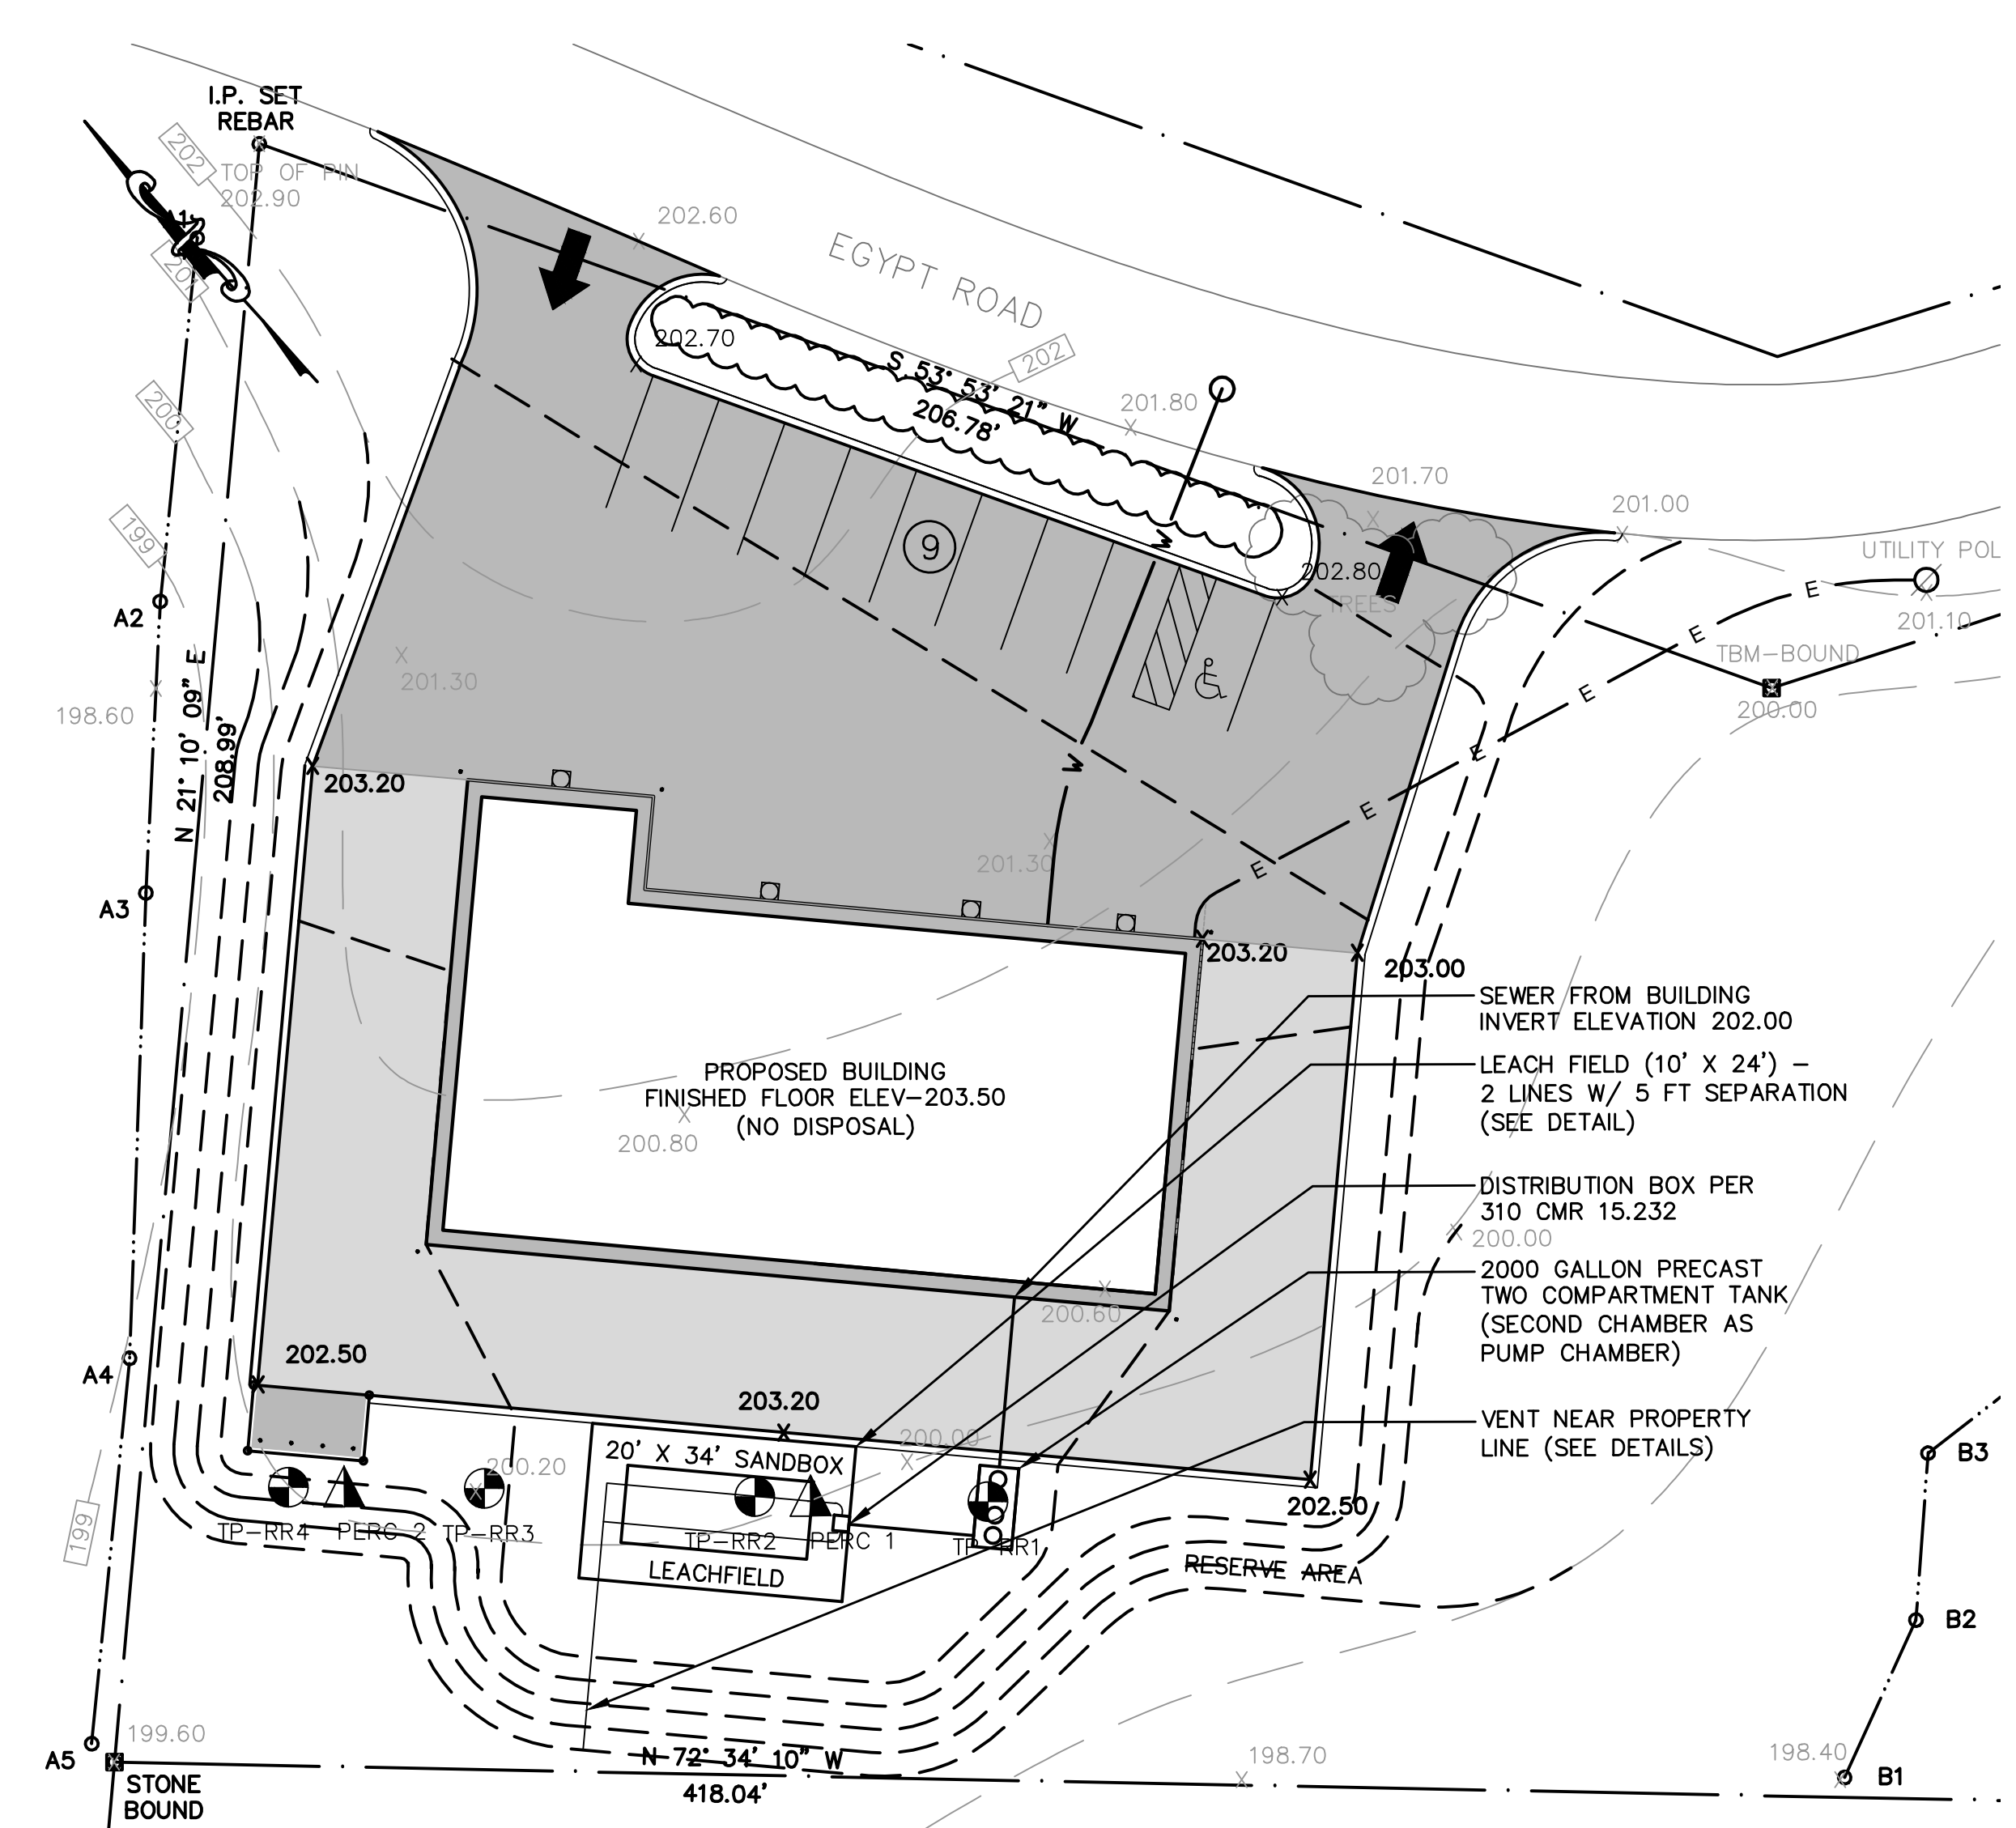 I.P. SET
REBAR
TOP OF PIN
202.90
202
201
200
199
202.60
EGYPT ROAD
202.70
S 53° 53' 21" W
206.78'
202
201.80
201.70
201.00
UTILITY POL
201.10
TBM-BOUND
200.00
9
202.80
TREES
W
W
E
E
E
E
E
A2
198.60
N 21° 10' 09" E
208.99'
A3
201.30
203.20
201.30
203.20
203.00
SEWER FROM BUILDING
INVERT ELEVATION 202.00
LEACH FIELD (10' X 24') –
2 LINES W/ 5 FT SEPARATION
(SEE DETAIL)
DISTRIBUTION BOX PER
310 CMR 15.232
2000 GALLON PRECAST
TWO COMPARTMENT TANK
(SECOND CHAMBER AS
PUMP CHAMBER)
VENT NEAR PROPERTY
LINE (SEE DETAILS)
PROPOSED BUILDING
FINISHED FLOOR ELEV–203.50
(NO DISPOSAL)
200.80
200.60
200.00
A4
202.50
203.20
200.00
200.20
20' X 34' SANDBOX
202.50
199
TP-RR4
PERC 2
TP-RR3
TP-RR2
PERC 1
TP-RR1
LEACHFIELD
RESERVE AREA
B3
B2
B1
199.60
A5
STONE
BOUND
N 72° 34' 10" W
418.04'
198.70
198.40